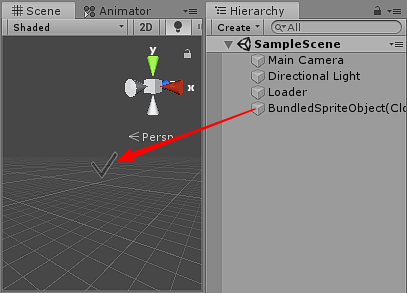 Scene
Animator
Shaded
2D
y
x
Persp
Hierarchy
Create
All
SampleScene
Main Camera
Directional Light
Loader
BundledSpriteObject(Clo